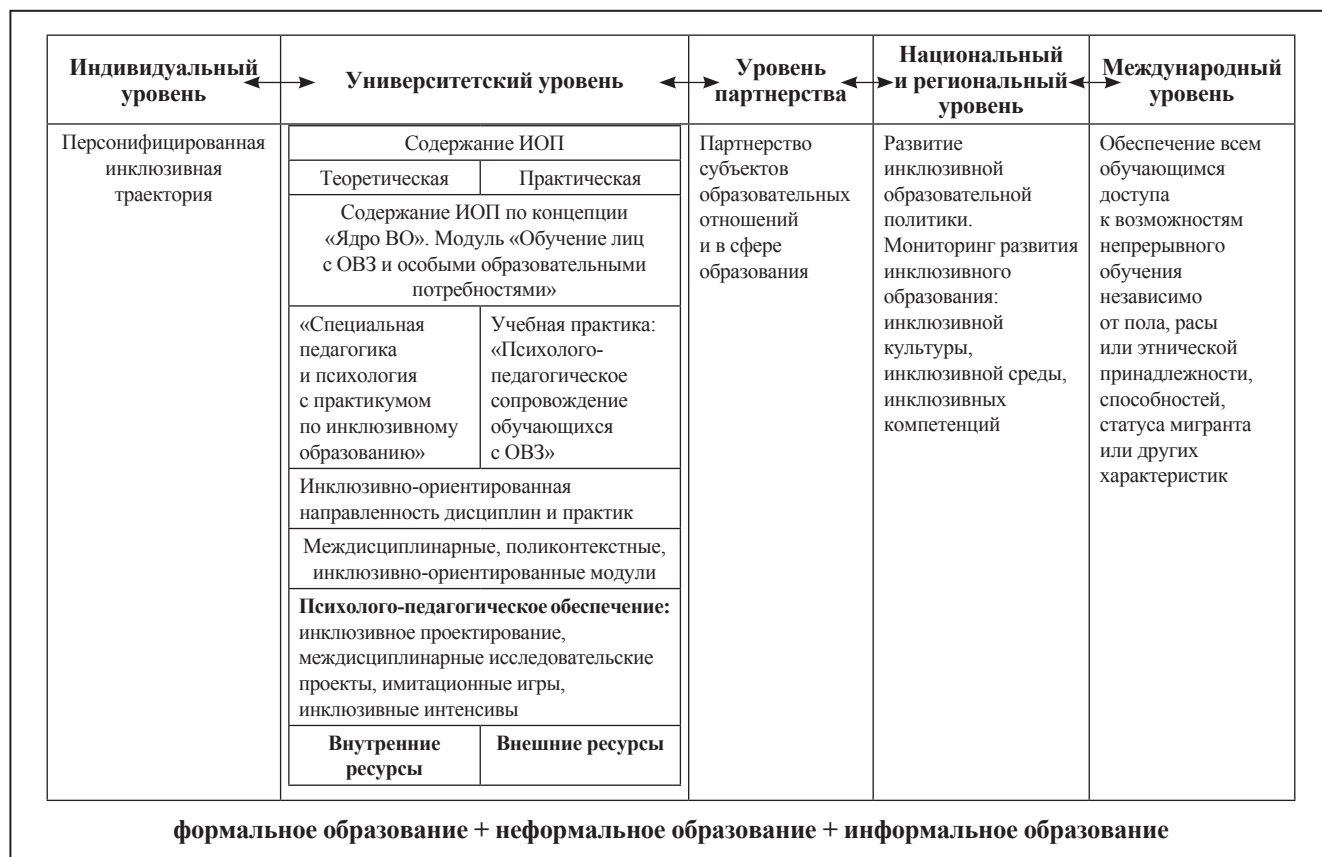 Индивидуальный
уровень
Университетский уровень
Уровень
партнерства
Национальный
и региональный
уровень
Международный
уровень
Персонифицированная
инклюзивная
траектория
Содержание ИОП
Теоретическая
Практическая
Содержание ИОП по концепции
«Ядро ВО». Модуль «Обучение лиц
с ОВЗ и особыми образовательными
потребностями»
«Специальная
педагогика
и психология
с практикумом
по инклюзивному
образованию»
Учебная практика:
«Психолого-
педагогическое
сопровождение
обучающихся
с ОВЗ»
Инклюзивно-ориентированная
направленность дисциплин и практик
Междисциплинарные, поликонтекстные,
инклюзивно-ориентированные модули
Психолого-педагогическое обеспечение:
инклюзивное проектирование,
междисциплинарные исследовательские
проекты, имитационные игры,
инклюзивные интенсивы
Внутренние
ресурсы
Внешние ресурсы
Партнерство
субъектов
образовательных
отношений
и в сфере
образования
Развитие
инклюзивной
образовательной
политики.
Мониторинг развития
инклюзивного
образования:
инклюзивной
культуры,
инклюзивной среды,
инклюзивных
компетенций
Обеспечение всем
обучающимся
доступа
к возможностям
непрерывного
обучения
независимо
от пола, расы
или этнической
принадлежности,
способностей,
статуса мигранта
или других
характеристик
формальное образование + неформальное образование + информальное образование